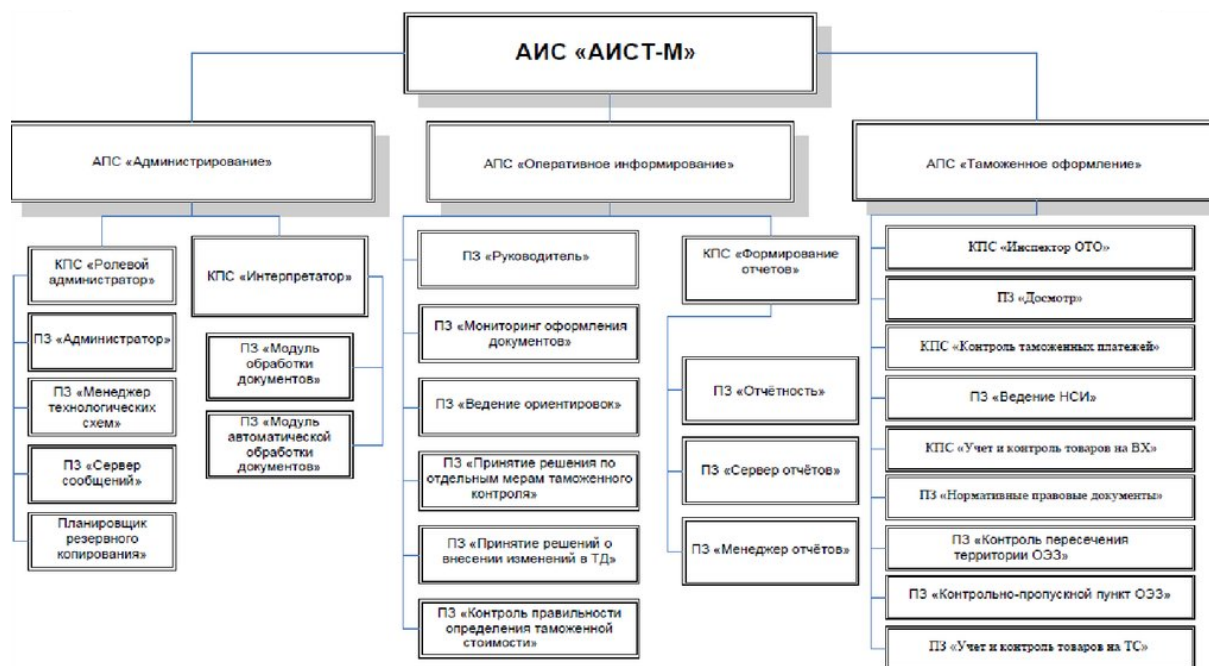 АИС «АИСТ-М»
АПС «Администрирование»
АПС «Оперативное информирование»
АПС «Таможенное оформление»
КПС «Ролевой
администратор»
ПЗ «Администратор»
ПЗ «Менеджер
технологических
схем»
ПЗ «Сервер
сообщений»
Планировщик
резервного
копирования»
КПС «Интерпретатор»
ПЗ «Модуль
обработки
документов»
ПЗ «Модуль
автоматической
обработки
документов»
ПЗ «Руководитель»
ПЗ «Мониторинг оформления
документов»
ПЗ «Ведение ориентировок»
ПЗ «Принятие решения по
отдельным мерам таможенного
контроля»
ПЗ «Принятие решений о
внесении изменений в ТД»
ПЗ «Контроль правильности
определения таможенной
стоимости»
КПС «Формирование
отчетов»
ПЗ «Отчётность»
ПЗ «Сервер отчётов»
ПЗ «Менеджер отчётов»
КПС «Инспектор ОТО»
ПЗ «Досмотр»
КПС «Контроль таможенных платежей»
ПЗ «Ведение НСИ»
КПС «Учет и контроль товаров на ВХ»
ПЗ «Нормативные правовые документы»
ПЗ «Контроль пересечения
территории ОЭЗ»
ПЗ «Контрольно-пропускной пункт ОЭЗ»
ПЗ «Учет и контроль товаров на ТС»